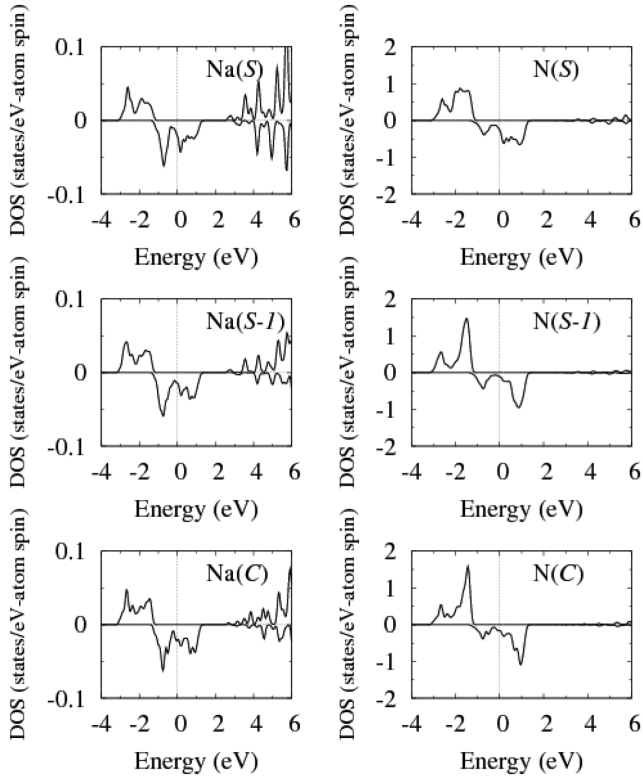 DOS (states/eV-atom spin)
0.1
0
-0.1
Na(S)
-4 -2 0 2 4 6
Energy (eV)
DOS (states/eV-atom spin)
2
1
0
-1
-2
N(S)
-4 -2 0 2 4 6
Energy (eV)
DOS (states/eV-atom spin)
0.1
0
-0.1
Na(S-1)
-4 -2 0 2 4 6
Energy (eV)
DOS (states/eV-atom spin)
2
1
0
-1
-2
N(S-1)
-4 -2 0 2 4 6
Energy (eV)
DOS (states/eV-atom spin)
0.1
0
-0.1
Na(C)
-4 -2 0 2 4 6
Energy (eV)
DOS (states/eV-atom spin)
2
1
0
-1
-2
N(C)
-4 -2 0 2 4 6
Energy (eV)